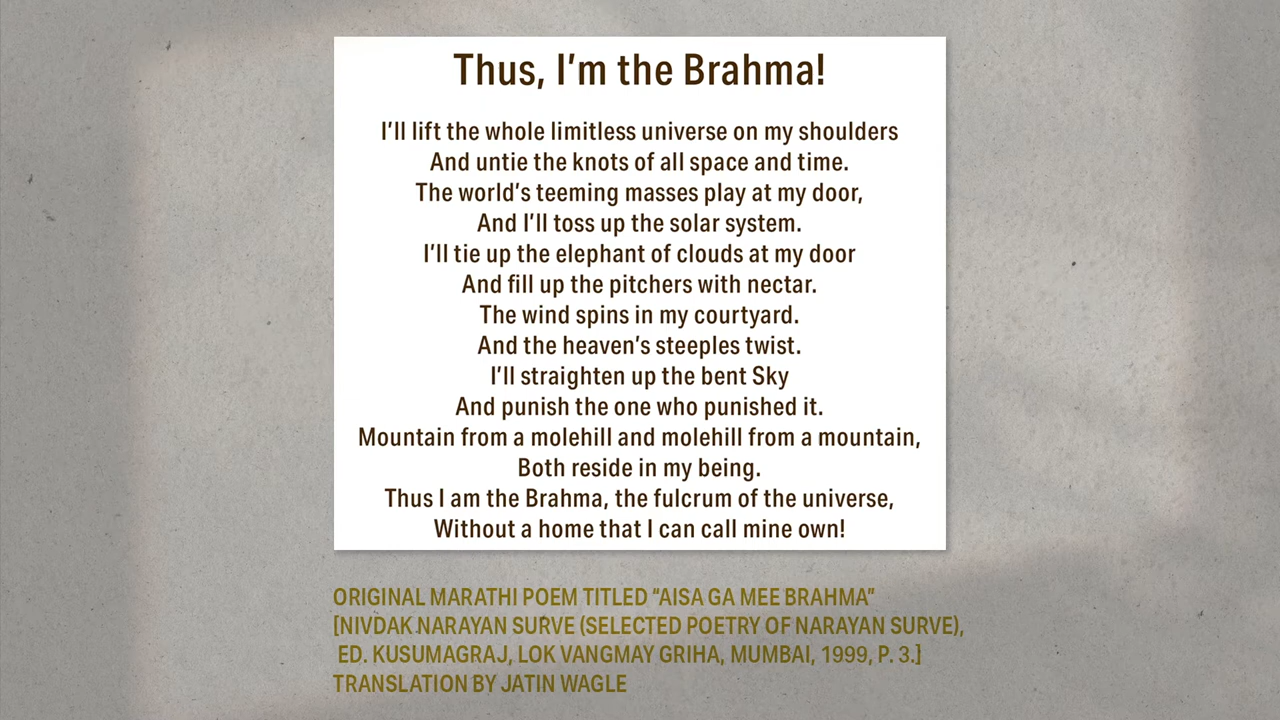 Thus, I'm the Brahma!
I'll lift the whole limitless universe on my shoulders
And untie the knots of all space and time.
The world's teeming masses play at my door,
And I'll toss up the solar system.
I'll tie up the elephant of clouds at my door
And fill up the pitchers with nectar.
The wind spins in my courtyard.
And the heaven's steeples twist.
I'll straighten up the bent Sky
And punish the one who punished it.
Mountain from a molehill and molehill from a mountain,
Both reside in my being.
Thus I am the Brahma, the fulcrum of the universe,
Without a home that I can call mine own!
ORIGINAL MARATHI POEM TITLED “AISA GA MEE BRAHMA”
[NIVDAK NARAYAN SURVE (SELECTED POETRY OF NARAYAN SURVE),
ED. KUSUMAGRAJ, LOK VANGMAY GRIHA, MUMBAI, 1999, P. 3.]
TRANSLATION BY JATIN WAGLE